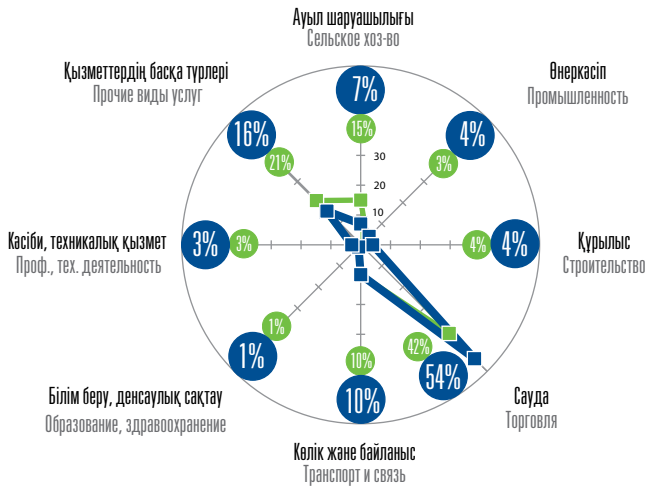 Ауыл шаруашылығы
Сельское хоз-во
7%
15%
Өнеркәсіп
Промышленность
4%
3%
Құрылыс
Строительство
4%
4%
Сауда
Торговля
54%
42%
Көлік және байланыс
Транспорт и связь
10%
10%
Білім беру, денсаулық сақтау
Образование, здравоохранение
1%
1%
Кәсіби, техникалық қызмет
Проф., тех. деятельность
3%
3%
Қызметтердің басқа түрлері
Прочие виды услуг
16%
21%
30
20
10